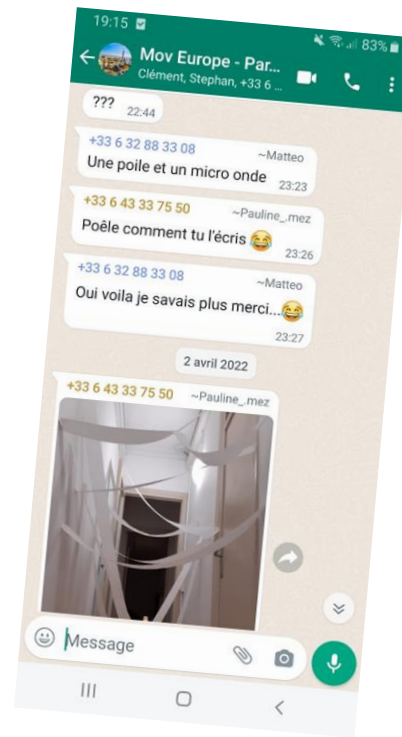 19:15
83%
Mov Europe - Par...
Clément, Stephan, +33 6 ...
??? 22:44
+33 6 32 88 33 08 ~Matteo
Une poile et un micro onde 23:23
+33 6 43 33 75 50 ~Pauline_.mez
Poêle comment tu l'écris 😂 23:26
+33 6 32 88 33 08 ~Matteo
Oui voila je savais plus merci...😂
23:27
2 avril 2022
+33 6 43 33 75 50 ~Pauline_.mez
Message